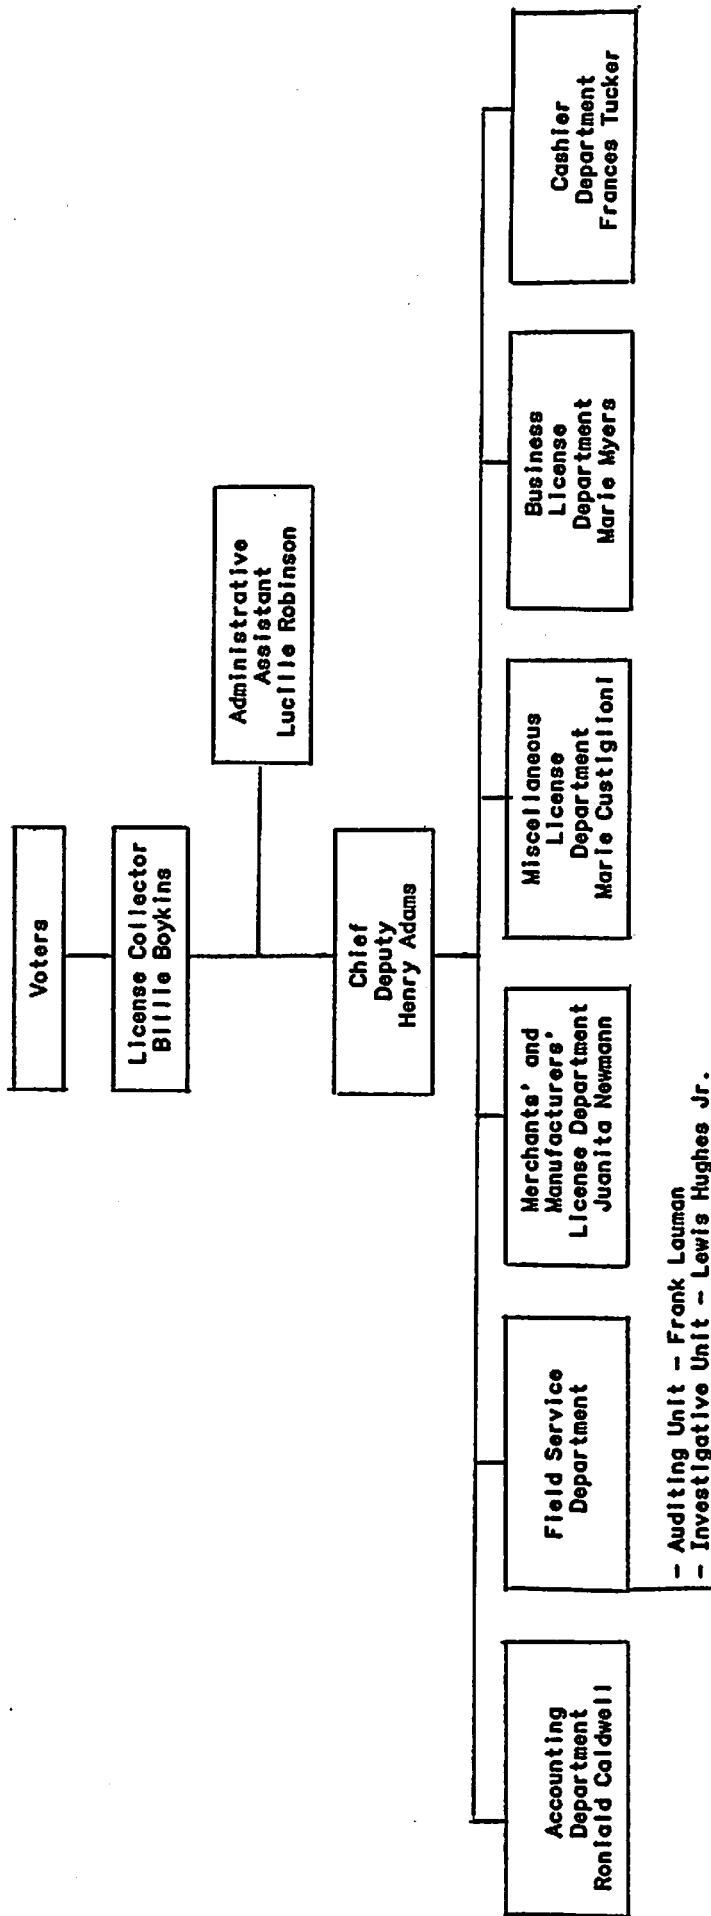 Voters
License Collector
Billie Boykins
Administrative
Assistant
Lucille Robinson
Chief
Deputy
Henry Adams
Accounting
Department
Roniald Caldwell
Field Service
Department
- Auditing Unit - Frank Lauman
- Investigative Unit - Lewis Hughes Jr.
Merchants' and
Manufacturers'
License Department
Juanita Newmann
Miscellaneous
License
Department
Marie Custiglioni
Business
License
Department
Marie Myers
Cashier
Department
Frances Tucker